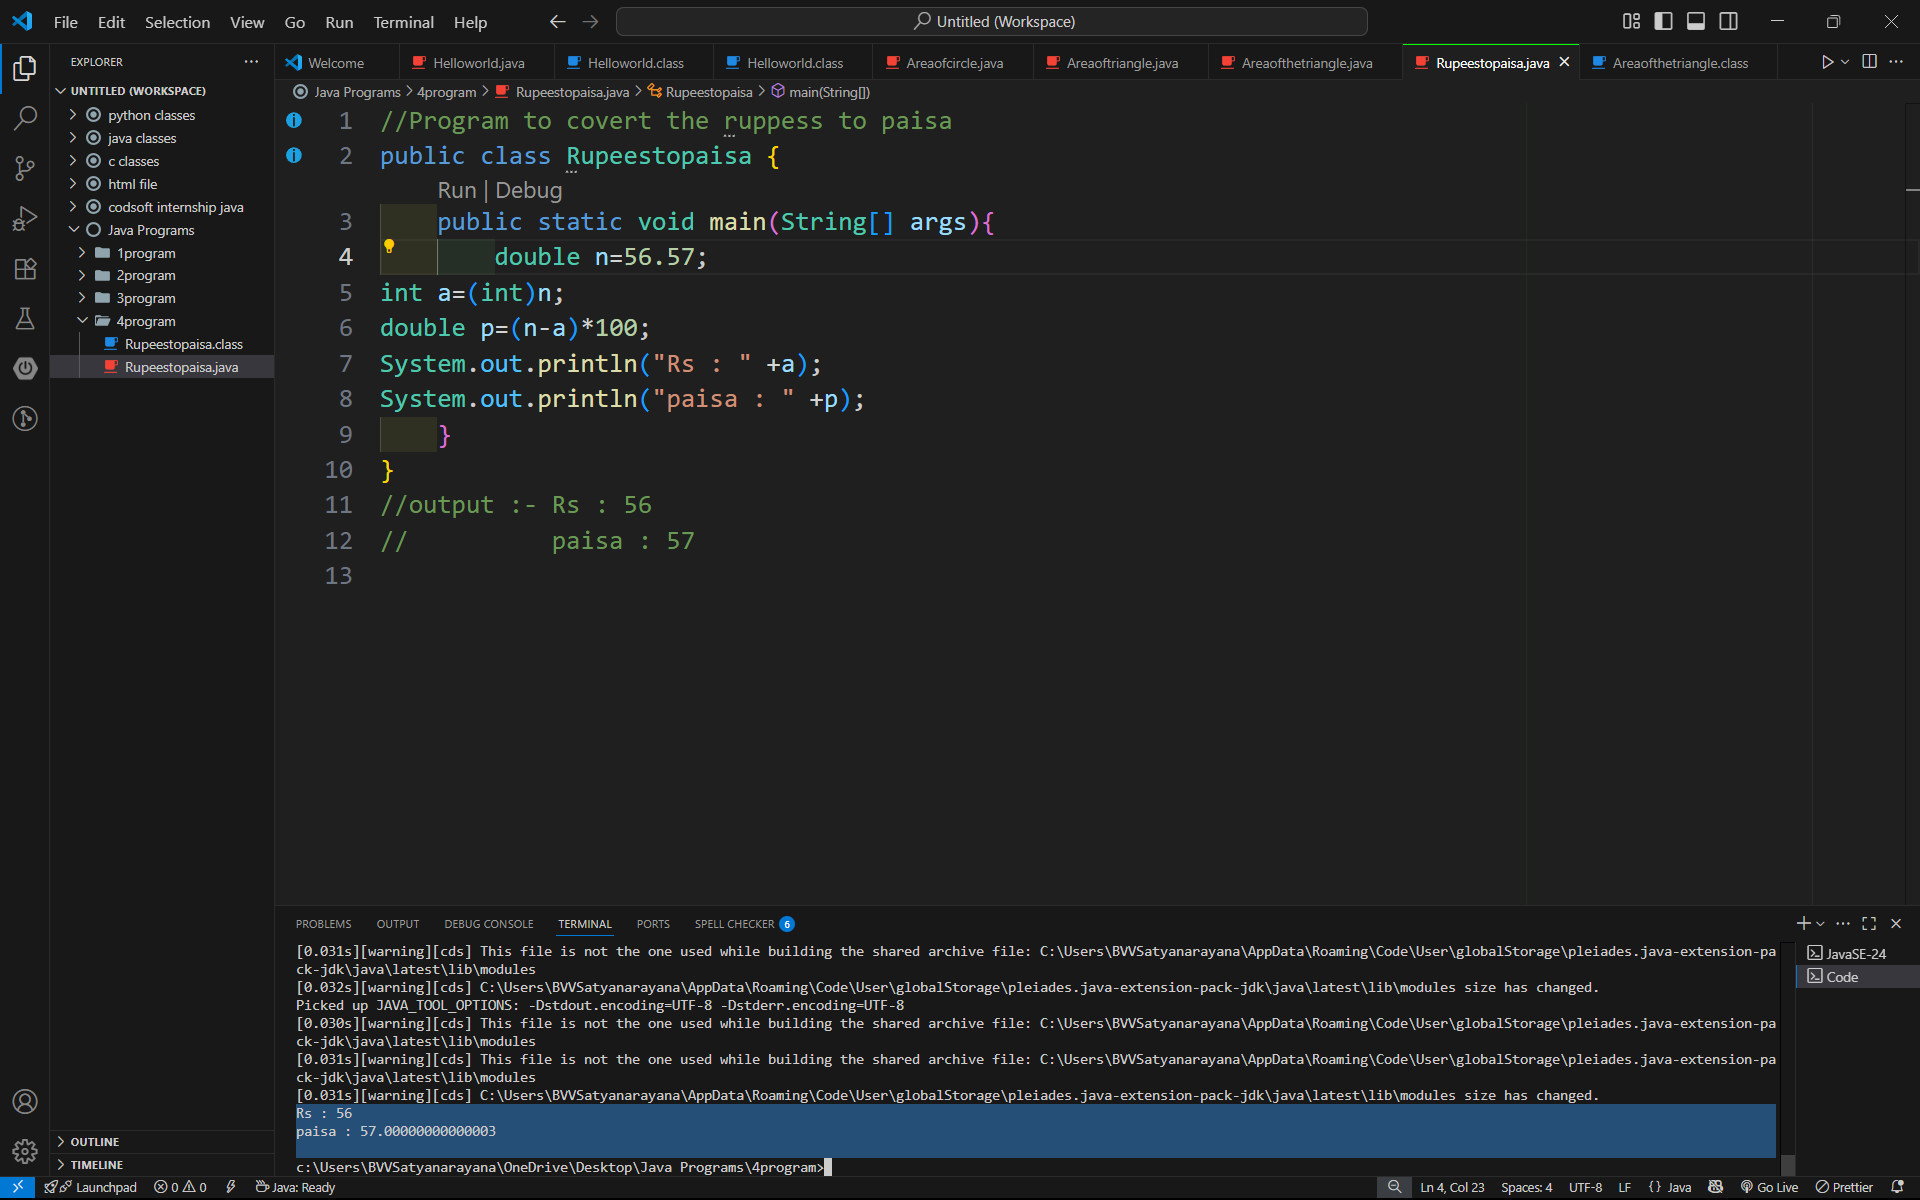 File Edit Selection View Go Run Terminal Help
Untitled (Workspace)
EXPLORER
Welcome
Helloworld.java
Helloworld.class
Helloworld.class
Areaofcircle.java
Areaoftriangle.java
Areaofthetriangle.java
Rupeestopaisa.java
Areaofthetriangle.class
UNTITLED (WORKSPACE)
python classes
java classes
c classes
html file
codsoft internship java
Java Programs
1program
2program
3program
4program
Rupeestopaisa.class
Rupeestopaisa.java
OUTLINE
TIMELINE
Java Programs > 4program > Rupeestopaisa.java > Rupeestopaisa > main(String[])
1 //Program to covert the ruppess to paisa
2 public class Rupeestopaisa {
Run | Debug
3 public static void main(String[] args){
4 double n=56.57;
5 int a=(int)n;
6 double p=(n-a)*100;
7 System.out.println("Rs : " +a);
8 System.out.println("paisa : " +p);
9 }
10 }
11 //output :- Rs : 56
12 // paisa : 57
13
PROBLEMS OUTPUT DEBUG CONSOLE TERMINAL PORTS SPELL CHECKER 6
[0.031s][warning][cds] This file is not the one used while building the shared archive file: C:\Users\BVVSatyanarayana\AppData\Roaming\Code\User\globalStorage\pleiades.java-extension-pa
ck-jdk\java\latest\lib\modules
[0.032s][warning][cds] C:\Users\BVVSatyanarayana\AppData\Roaming\Code\User\globalStorage\pleiades.java-extension-pack-jdk\java\latest\lib\modules size has changed.
Picked up JAVA_TOOL_OPTIONS: -Dstdout.encoding=UTF-8 -Dstderr.encoding=UTF-8
[0.030s][warning][cds] This file is not the one used while building the shared archive file: C:\Users\BVVSatyanarayana\AppData\Roaming\Code\User\globalStorage\pleiades.java-extension-pa
ck-jdk\java\latest\lib\modules
[0.031s][warning][cds] This file is not the one used while building the shared archive file: C:\Users\BVVSatyanarayana\AppData\Roaming\Code\User\globalStorage\pleiades.java-extension-pa
ck-jdk\java\latest\lib\modules
[0.031s][warning][cds] C:\Users\BVVSatyanarayana\AppData\Roaming\Code\User\globalStorage\pleiades.java-extension-pack-jdk\java\latest\lib\modules size has changed.
Rs : 56
paisa : 57.00000000000003
c:\Users\BVVSatyanarayana\OneDrive\Desktop\Java Programs\4program>
JavaSE-24
Code
Launchpad 0 0 Java: Ready
Ln 4, Col 23 Spaces: 4 UTF-8 LF {} Java Go Live Prettier